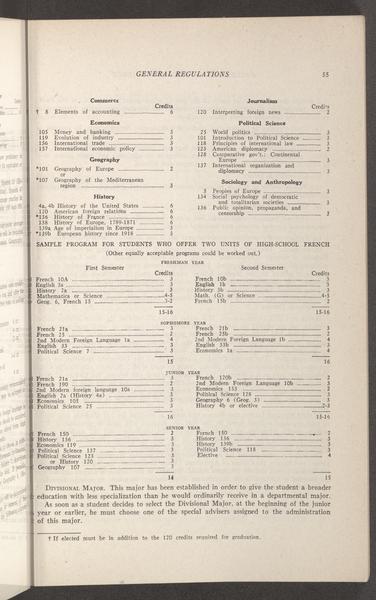 GENERAL REGULATIONS 55
Commerce
Credits
† 8 Elements of accounting 6
Economics
105 Money and banking 3
119 Evolution of industry 3
156 International trade 3
157 International economic policy 3
Geography
*101 Geography of Europe 2
or
*107 Geography of the Mediterranean
region 3
History
4a, 4b History of the United States 6
120 American foreign relations 6
*136 History of France 6
138 History of Europe, 1789-1871 6
139a Age of imperialism in Europe 3
*139b European history since 1918 3
Journalism
Credits
120 Interpreting foreign news 2
Political Science
25 World politics 3
101 Introduction to Political Science 3
118 Principles of international law 3
123 American diplomacy 2
128 Comparative gov't.: Continental
Europe 3
137 International organization and
diplomacy 3
Sociology and Anthropology
3 Peoples of Europe 3
134 Social psychology of democratic
and totalitarian societies 3
136 Public opinion, propaganda, and
censorship 3
SAMPLE PROGRAM FOR STUDENTS WHO OFFER TWO UNITS OF HIGH-SCHOOL FRENCH
(Other equally acceptable programs could be worked out.)
FRESHMAN YEAR
First Semester
Credits
French 10A 3
English 1a 3
History 7a 3
Mathematics or Science 4-5
Geog. 6, French 15 3-2
15-16
Second Semester
Credits
French 10b 3
English 1b 3
History 3b 3
Math. (G) or Science 4-5
French 15b 2
15-16
SOPHOMORE YEAR
French 21a 3
French 25 2
2nd Modern Foreign Language 1a 4
English 33 3
Political Science 7 3
15
French 21b 3
French 25b 2
2nd Modern Foreign Language 1b 4
English 33b 3
Economics 1a 4
16
JUNIOR YEAR
French 21a 3
French 190 2
2nd Modern foreign language 10a 3
English 2a (History 4a) 3
Economics 105 3
Political Science 25 3
16
French 170b 3
2nd Modern Foreign Language 10b 3
Economics 155 3
Political Science 128 3
Geography 6 (Geog. 3) 3
History 4b or elective 2-3
15-16
SENIOR YEAR
French 150 2
History 136 3
Economics 119 3
Political Science 137 3
Political Science 123 3
or History 120 3
Geography 107 3
14
French 150 2
History 136 3
History 139b 3
Political Science 118 3
Elective 4
15
DIVISIONAL MAJOR. This major has been established in order to give the student a broader
education with less specialization than he would ordinarily receive in a departmental major.
As soon as a student decides to select the Divisional Major, at the beginning of the junior
year or earlier, he must choose one of the special advisers assigned to the administration
of this major.
† If elected must be in addition to the 120 credits required for graduation.